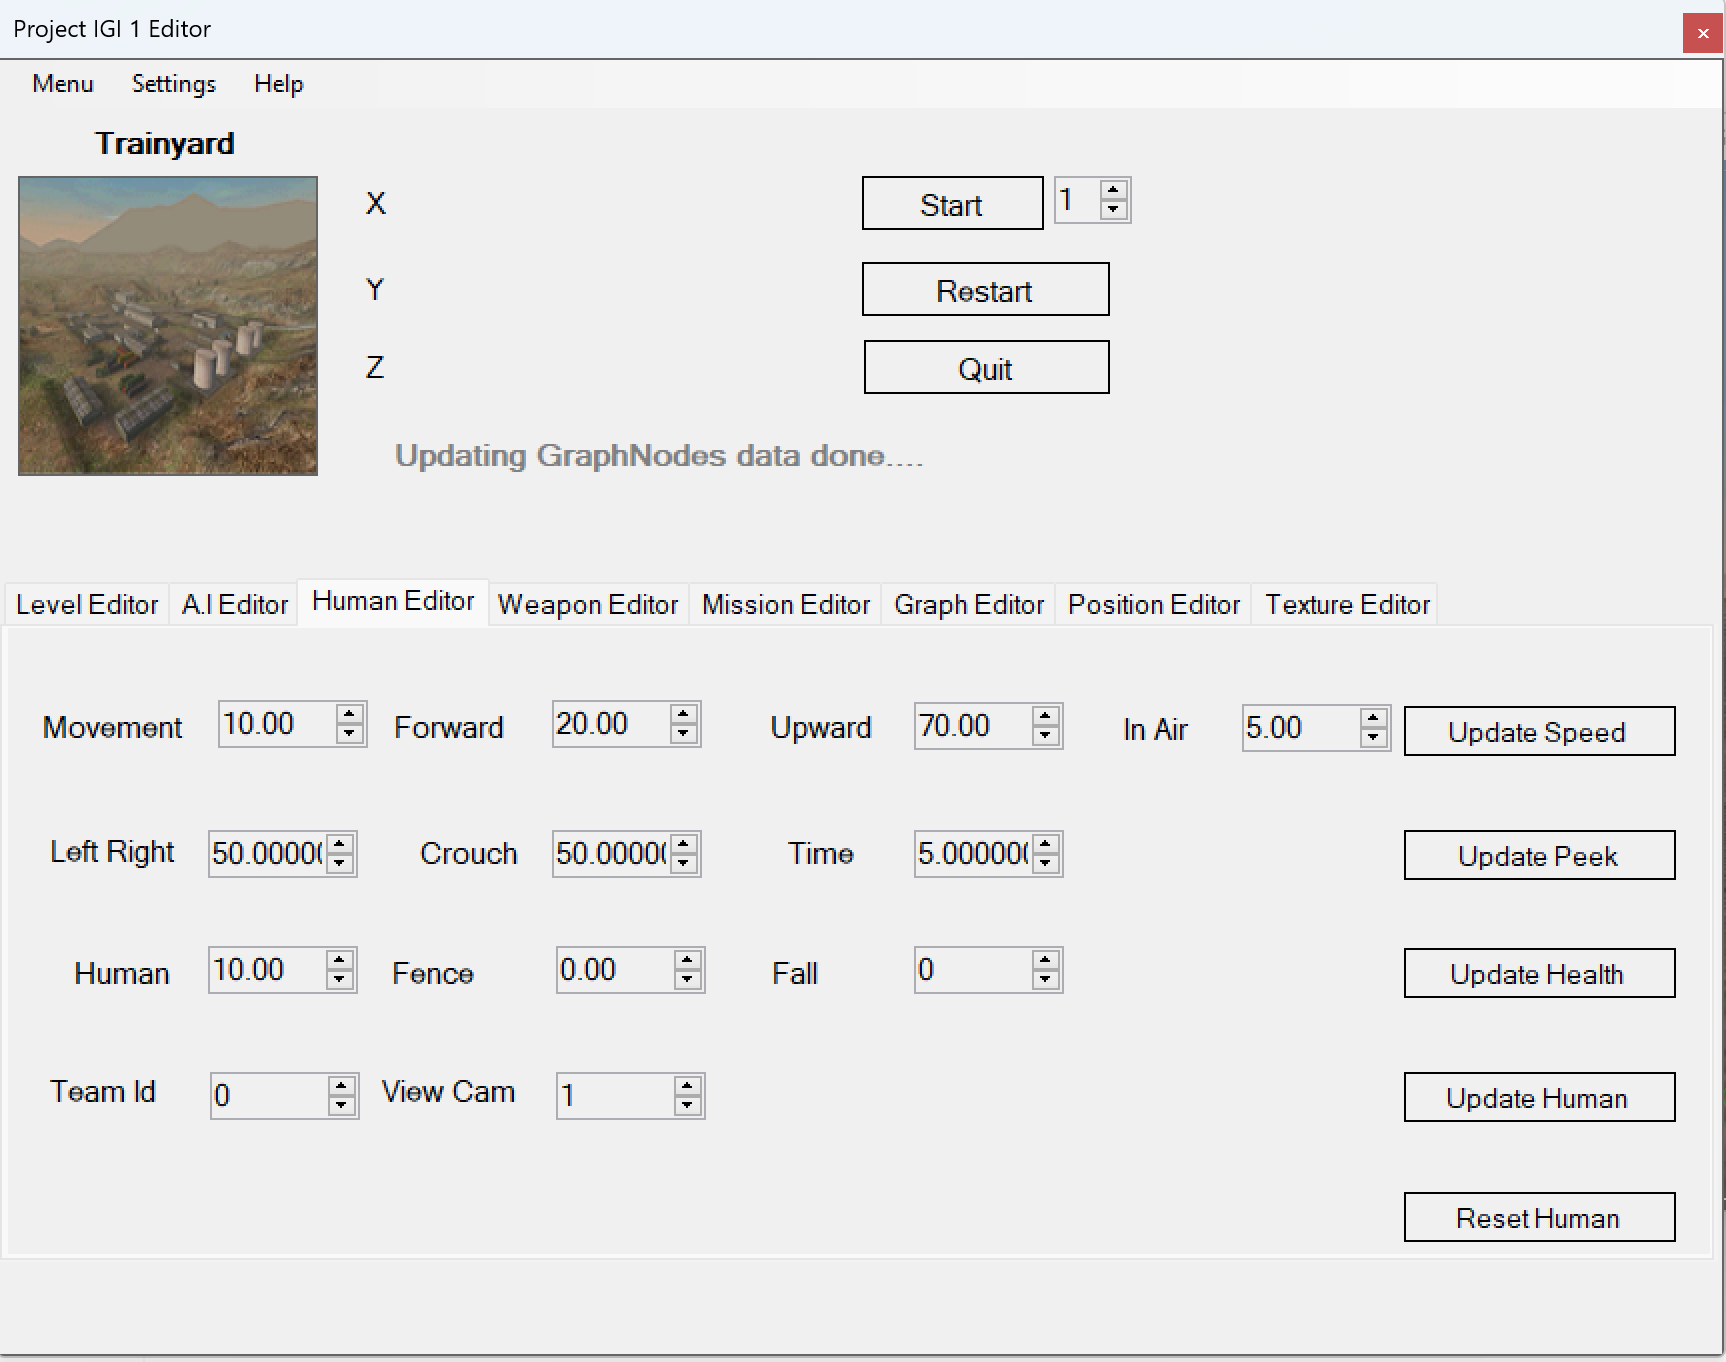 Project IGI 1 Editor
Menu Settings Help
Trainyard
X
Start 1
Y
Restart
Z
Quit
Updating GraphNodes data done....
Level Editor A.I Editor Human Editor Weapon Editor Mission Editor Graph Editor Position Editor Texture Editor
Movement 10.00 Forward 20.00 Upward 70.00 In Air 5.00 Update Speed
Left Right 50.0000 Crouch 50.0000 Time 5.00000 Update Peek
Human 10.00 Fence 0.00 Fall 0 Update Health
Team Id 0 View Cam 1 Update Human
Reset Human